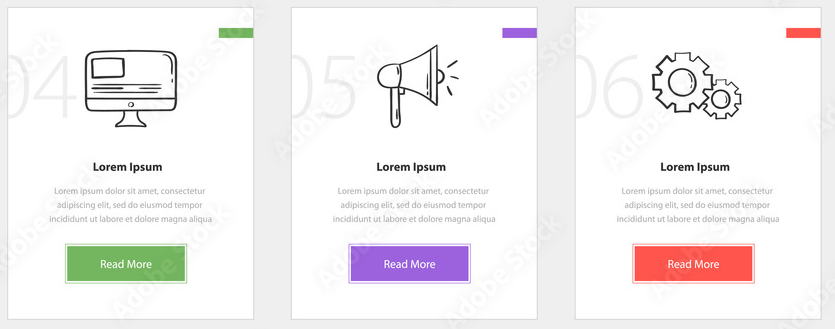 04
Lorem Ipsum
Lorem ipsum dolor sit amet, consectetur
adipiscing elit, sed do eiusmod tempor
incididunt ut labore et dolore magna aliqua
Read More
05
Lorem Ipsum
Lorem ipsum dolor sit amet, consectetur
adipiscing elit, sed do eiusmod tempor
incididunt ut labore et dolore magna aliqua
Read More
06
Lorem Ipsum
Lorem ipsum dolor sit amet, consectetur
adipiscing elit, sed do eiusmod tempor
incididunt ut labore et dolore magna aliqua
Read More
Adobe Stock